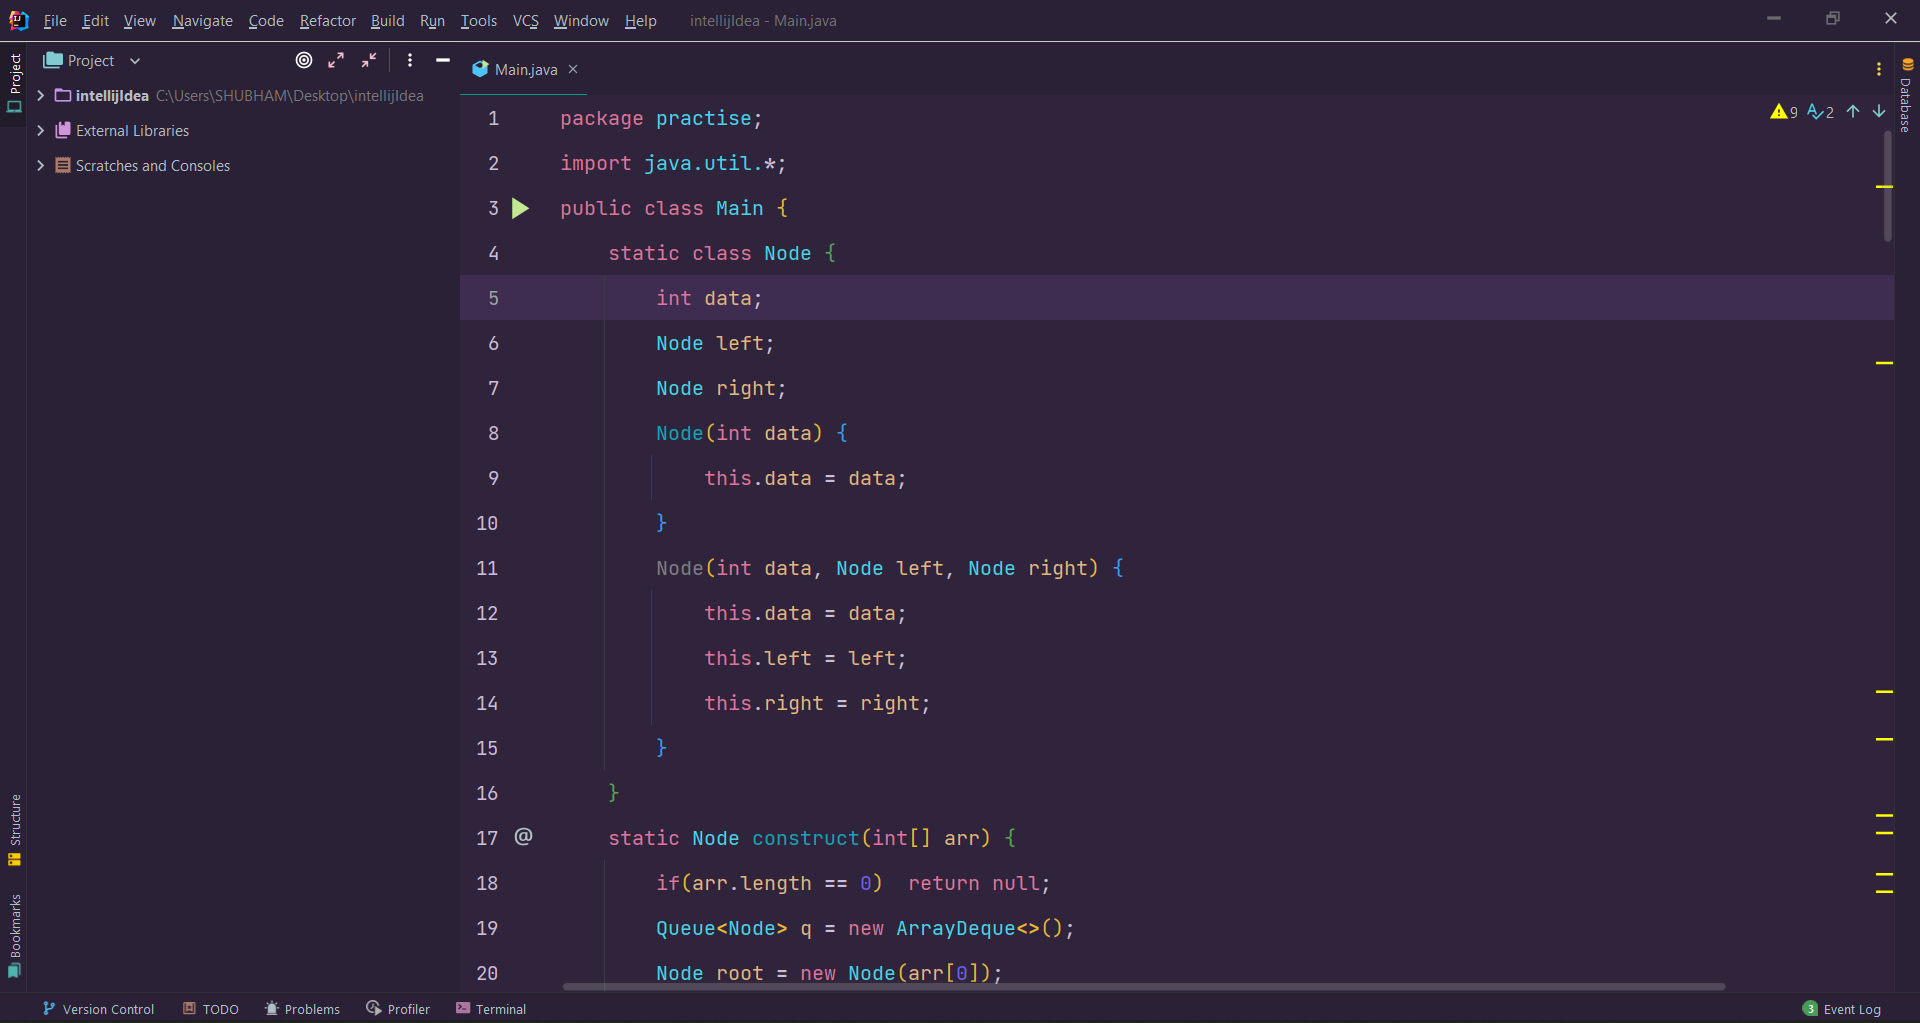 File Edit View Navigate Code Refactor Build Run Tools VCS Window Help intellijIdea - Main.java
Project
Project
intellijIdea C:\Users\SHUBHAM\Desktop\intellijIdea
External Libraries
Scratches and Consoles
Structure
Bookmarks
Main.java
9 2
Database
1 package practise;
2 import java.util.*;
3 public class Main {
4 static class Node {
5 int data;
6 Node left;
7 Node right;
8 Node(int data) {
9 this.data = data;
10 }
11 Node(int data, Node left, Node right) {
12 this.data = data;
13 this.left = left;
14 this.right = right;
15 }
16 }
17 @ static Node construct(int[] arr) {
18 if(arr.length == 0)  return null;
19 Queue<Node> q = new ArrayDeque<>();
20 Node root = new Node(arr[0]);
Version Control TODO Problems Profiler Terminal 3 Event Log